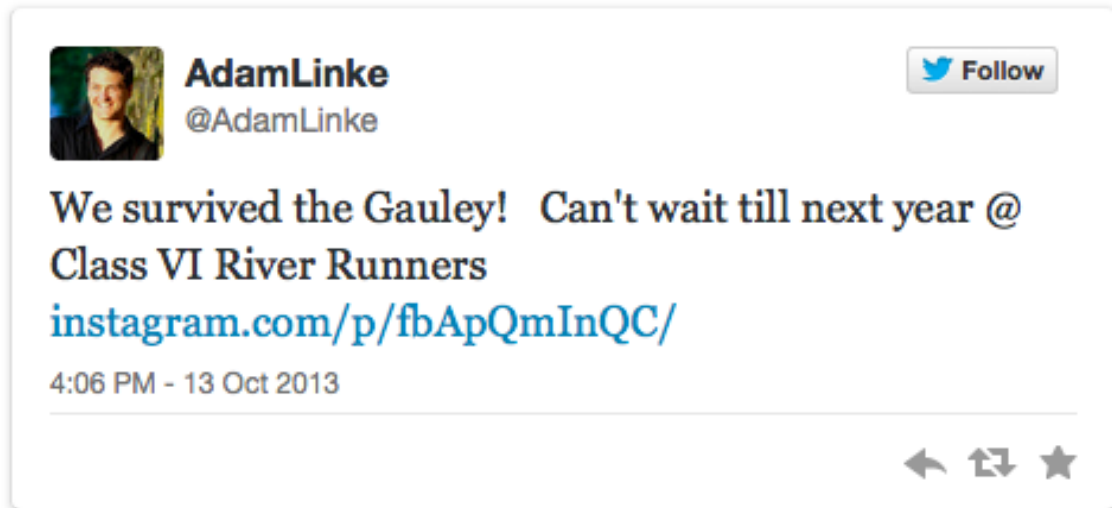 AdamLinke
Follow
@AdamLinke
We survived the Gauley!   Can't wait till next year @
Class VI River Runners
instagram.com/p/fbApQmInQC/
4:06 PM - 13 Oct 2013